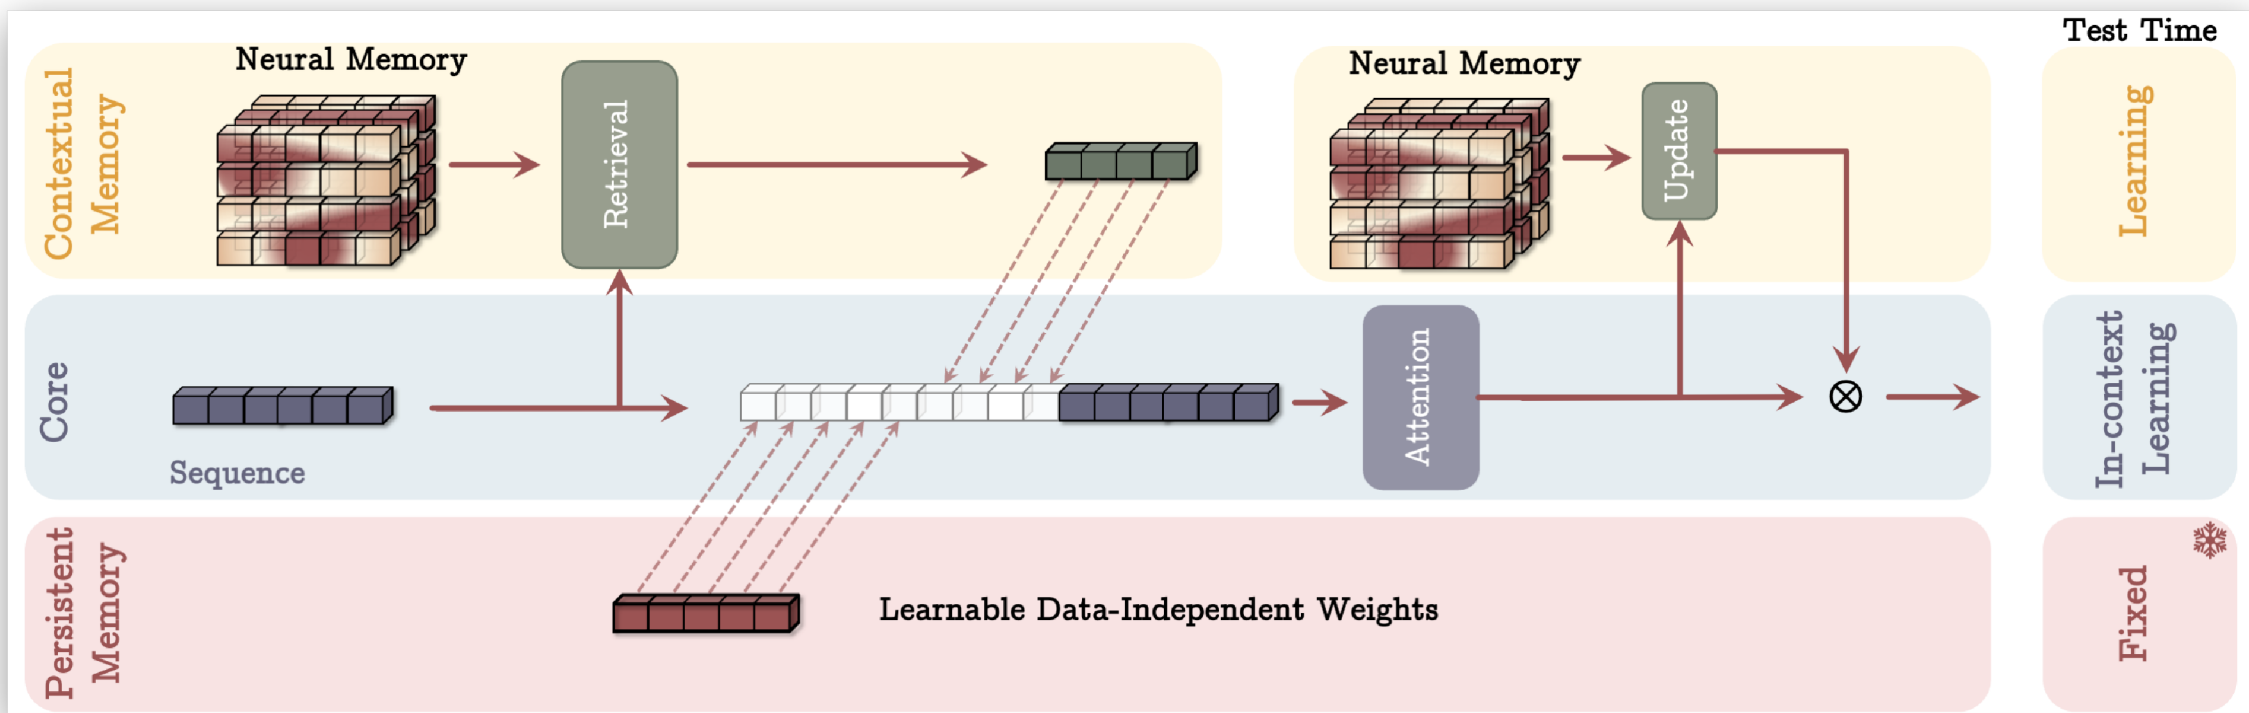 Test Time
Contextual
Memory
Neural Memory
Retrieval
Neural Memory
Update
Learning
Core
Sequence
Attention
In-context
Learning
Persistent
Memory
Learnable Data-Independent Weights
Fixed